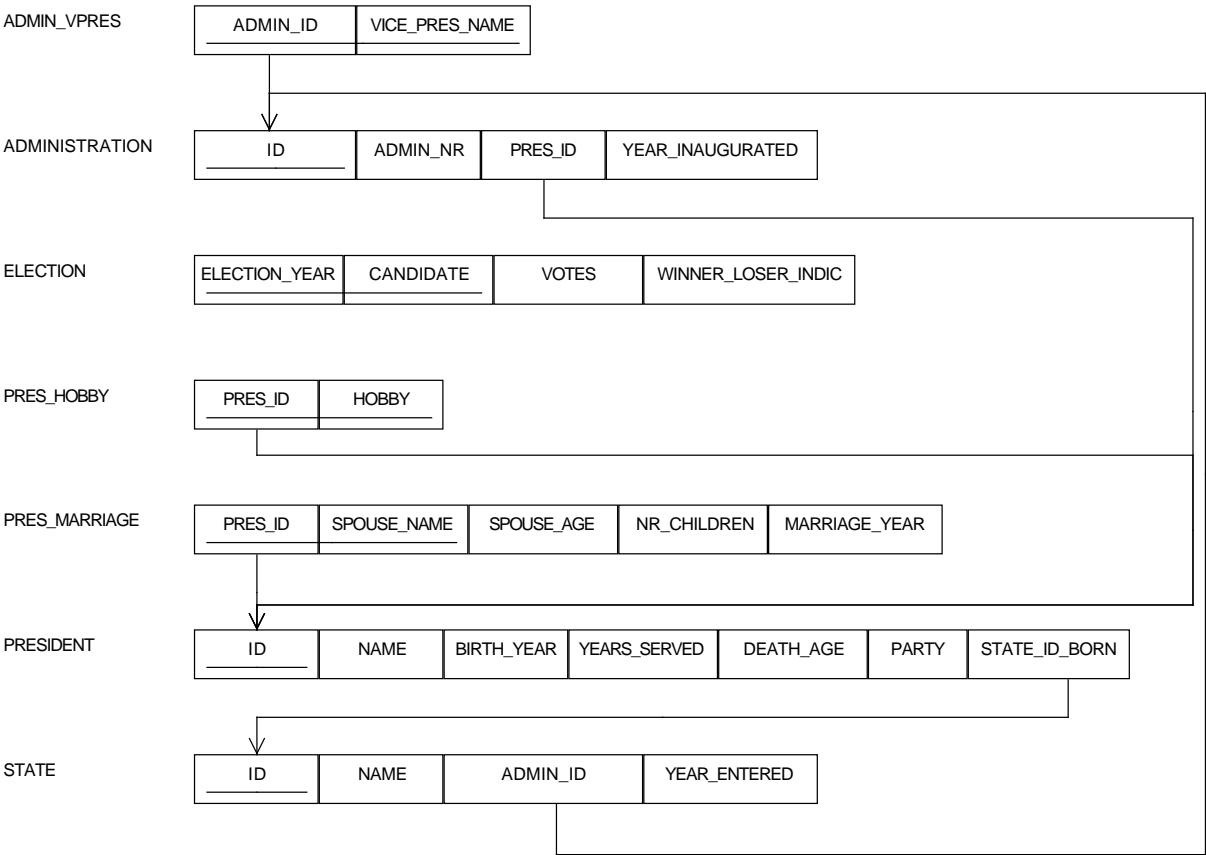 ADMIN_VPRES ADMIN_ID VICE_PRES_NAME
ADMINISTRATION ID ADMIN_NR PRES_ID YEAR_INAUGURATED
ELECTION ELECTION_YEAR CANDIDATE VOTES WINNER_LOSER_INDIC
PRES_HOBBY PRES_ID HOBBY
PRES_MARRIAGE PRES_ID SPOUSE_NAME SPOUSE_AGE NR_CHILDREN MARRIAGE_YEAR
PRESIDENT ID NAME BIRTH_YEAR YEARS_SERVED DEATH_AGE PARTY STATE_ID_BORN
STATE ID NAME ADMIN_ID YEAR_ENTERED